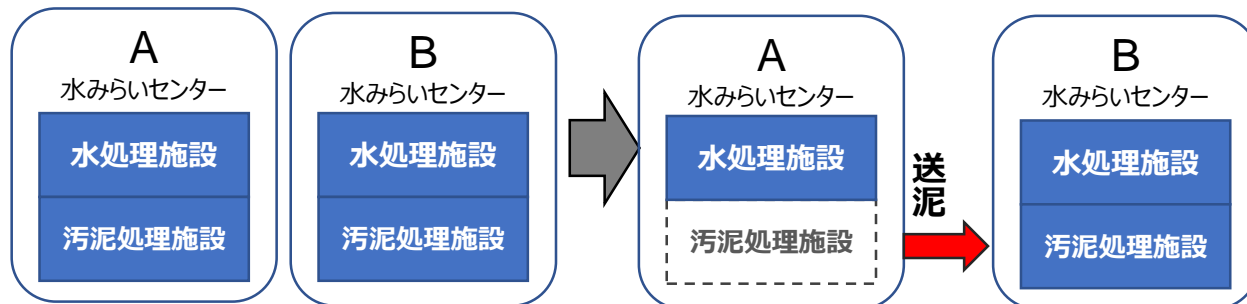 A
水みらいセンター
水処理施設
汚泥処理施設
B
水みらいセンター
水処理施設
汚泥処理施設
A
水みらいセンター
水処理施設
汚泥処理施設
送泥
B
水みらいセンター
水処理施設
汚泥処理施設